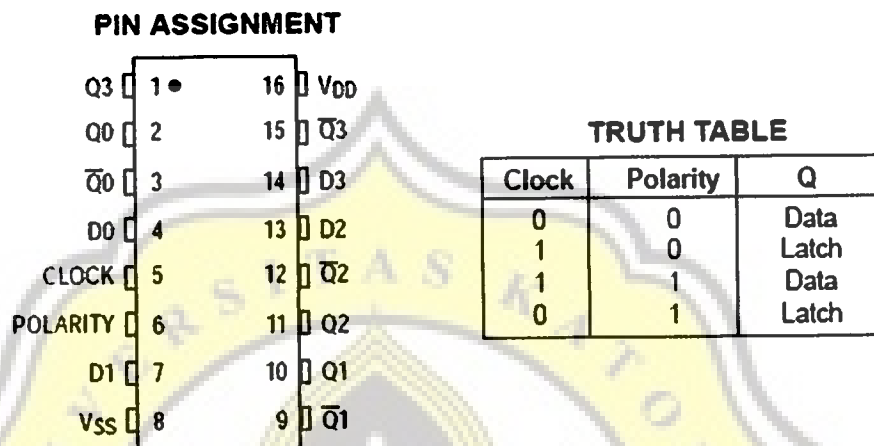 PIN ASSIGNMENT
Q3 1 16 VDD
Q0 2 15 Q̅3
Q̅0 3 14 D3
D0 4 13 D2
CLOCK 5 12 Q̅2
POLARITY 6 11 Q2
D1 7 10 Q1
VSS 8 9 Q̅1
TRUTH TABLE
Clock Polarity Q
0 0 Data
1 0 Latch
1 1 Data
0 1 Latch